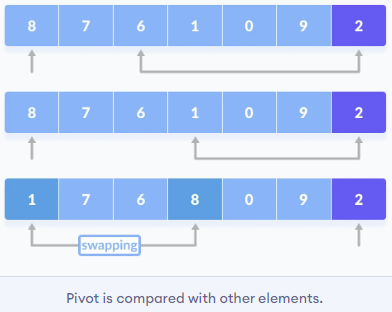 8 7 6 1 0 9 2
8 7 6 1 0 9 2
1 7 6 8 0 9 2
swapping
Pivot is compared with other elements.